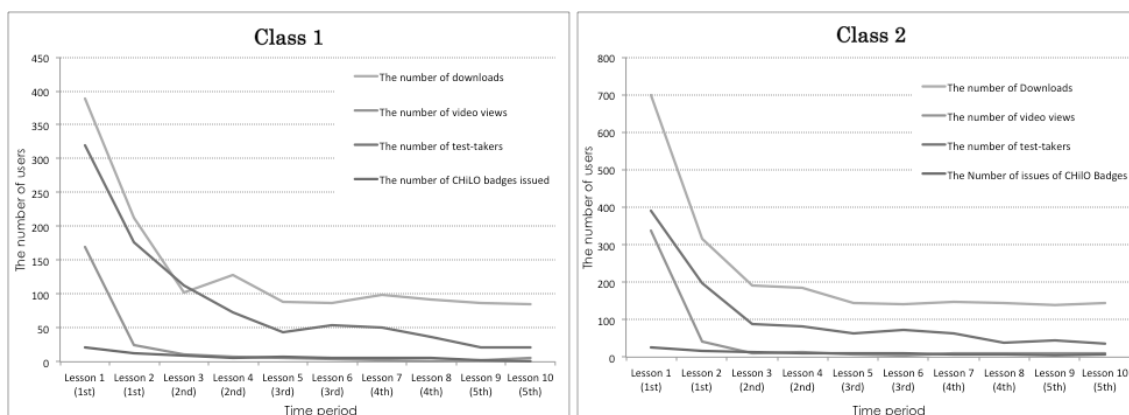 Class 1
450
400
350
300
250
200
150
100
50
0
The number of users
The number of downloads
The number of video views
The number of test-takers
The number of CHiLO badges issued
Lesson 1 Lesson 2 Lesson 3 Lesson 4 Lesson 5 Lesson 6 Lesson 7 Lesson 8 Lesson 9 Lesson 10
(1st) (1st) (2nd) (2nd) (3rd) (3rd) (4th) (4th) (5th) (5th)
Time period
Class 2
800
700
600
500
400
300
200
100
0
The number of users
The number of Downloads
The number of video views
The number of test-takers
The Number of issues of CHilO Badges
Lesson 1 Lesson 2 Lesson 3 Lesson 4 Lesson 5 Lesson 6 Lesson 7 Lesson 8 Lesson 9 Lesson 10
(1st) (1st) (2nd) (2nd) (3rd) (3rd) (4th) (4th) (5th) (5th)
Time period